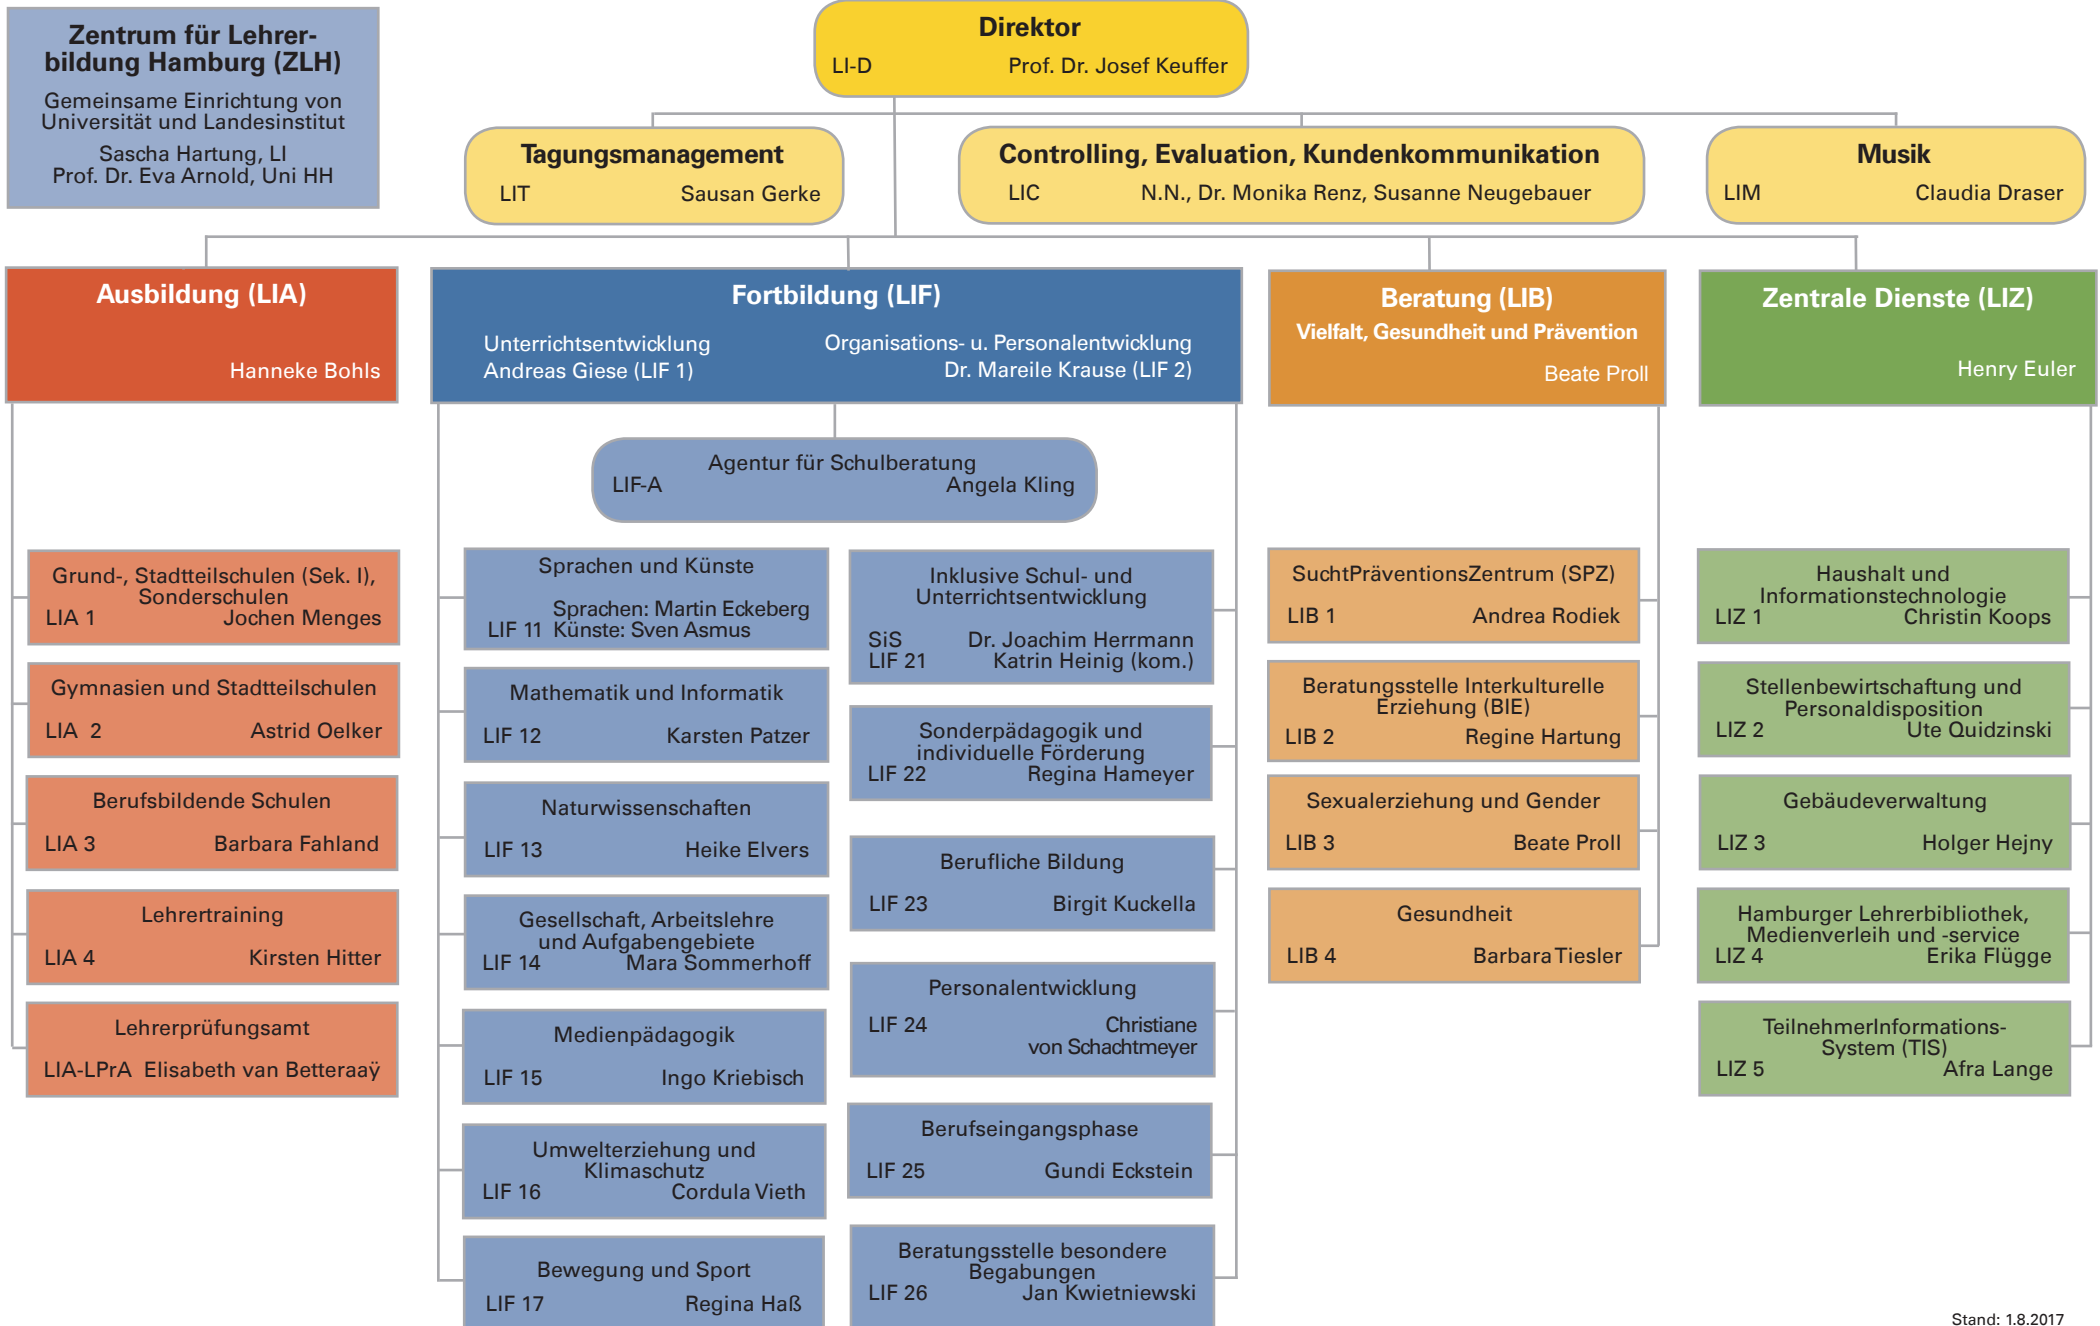 Zentrum für Lehrer-
bildung Hamburg (ZLH)
Gemeinsame Einrichtung von
Universität und Landesinstitut
Sascha Hartung, LI
Prof. Dr. Eva Arnold, Uni HH
Direktor
LI-D Prof. Dr. Josef Keuffer
Tagungsmanagement
LIT Sausan Gerke
Controlling, Evaluation, Kundenkommunikation
LIC N.N., Dr. Monika Renz, Susanne Neugebauer
Musik
LIM Claudia Draser
Ausbildung (LIA)
Hanneke Bohls
Grund-, Stadtteilschulen (Sek. I),
Sonderschulen
LIA 1 Jochen Menges
Gymnasien und Stadtteilschulen
LIA 2 Astrid Oelker
Berufsbildende Schulen
LIA 3 Barbara Fahland
Lehrertraining
LIA 4 Kirsten Hitter
Lehrerprüfungsamt
LIA-LPrA Elisabeth van Betteraaÿ
Fortbildung (LIF)
Unterrichtsentwicklung
Andreas Giese (LIF 1)
Organisations- u. Personalentwicklung
Dr. Mareile Krause (LIF 2)
Agentur für Schulberatung
LIF-A Angela Kling
Sprachen und Künste
Sprachen: Martin Eckeberg
LIF 11 Künste: Sven Asmus
Mathematik und Informatik
LIF 12 Karsten Patzer
Naturwissenschaften
LIF 13 Heike Elvers
Gesellschaft, Arbeitslehre
und Aufgabengebiete
LIF 14 Mara Sommerhoff
Medienpädagogik
LIF 15 Ingo Kriebisch
Umwelterziehung und
Klimaschutz
LIF 16 Cordula Vieth
Bewegung und Sport
LIF 17 Regina Haß
Inklusive Schul- und
Unterrichtsentwicklung
SiS Dr. Joachim Herrmann
LIF 21 Katrin Heinig (kom.)
Sonderpädagogik und
individuelle Förderung
LIF 22 Regina Hameyer
Berufliche Bildung
LIF 23 Birgit Kuckella
Personalentwicklung
LIF 24 Christiane
von Schachtmeyer
Berufseingangsphase
LIF 25 Gundi Eckstein
Beratungsstelle besondere
Begabungen
LIF 26 Jan Kwietniewski
Beratung (LIB)
Vielfalt, Gesundheit und Prävention
Beate Proll
SuchtPräventionsZentrum (SPZ)
LIB 1 Andrea Rodiek
Beratungsstelle Interkulturelle
Erziehung (BIE)
LIB 2 Regine Hartung
Sexualerziehung und Gender
LIB 3 Beate Proll
Gesundheit
LIB 4 Barbara Tiesler
Zentrale Dienste (LIZ)
Henry Euler
Haushalt und
Informationstechnologie
LIZ 1 Christin Koops
Stellenbewirtschaftung und
Personaldisposition
LIZ 2 Ute Quidzinski
Gebäudeverwaltung
LIZ 3 Holger Hejny
Hamburger Lehrerbibliothek,
Medienverleih und -service
LIZ 4 Erika Flügge
TeilnehmerInformations-
System (TIS)
LIZ 5 Afra Lange
Stand: 1.8.2017